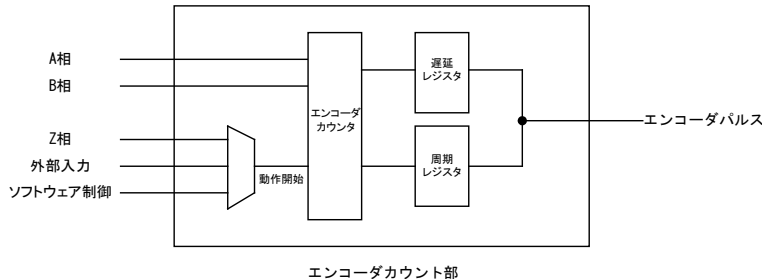 A相
B相
Z相
外部入力
ソフトウェア制御
動作開始
エンコーダ
カウンタ
遅延
レジスタ
周期
レジスタ
エンコーダパルス
エンコーダカウント部